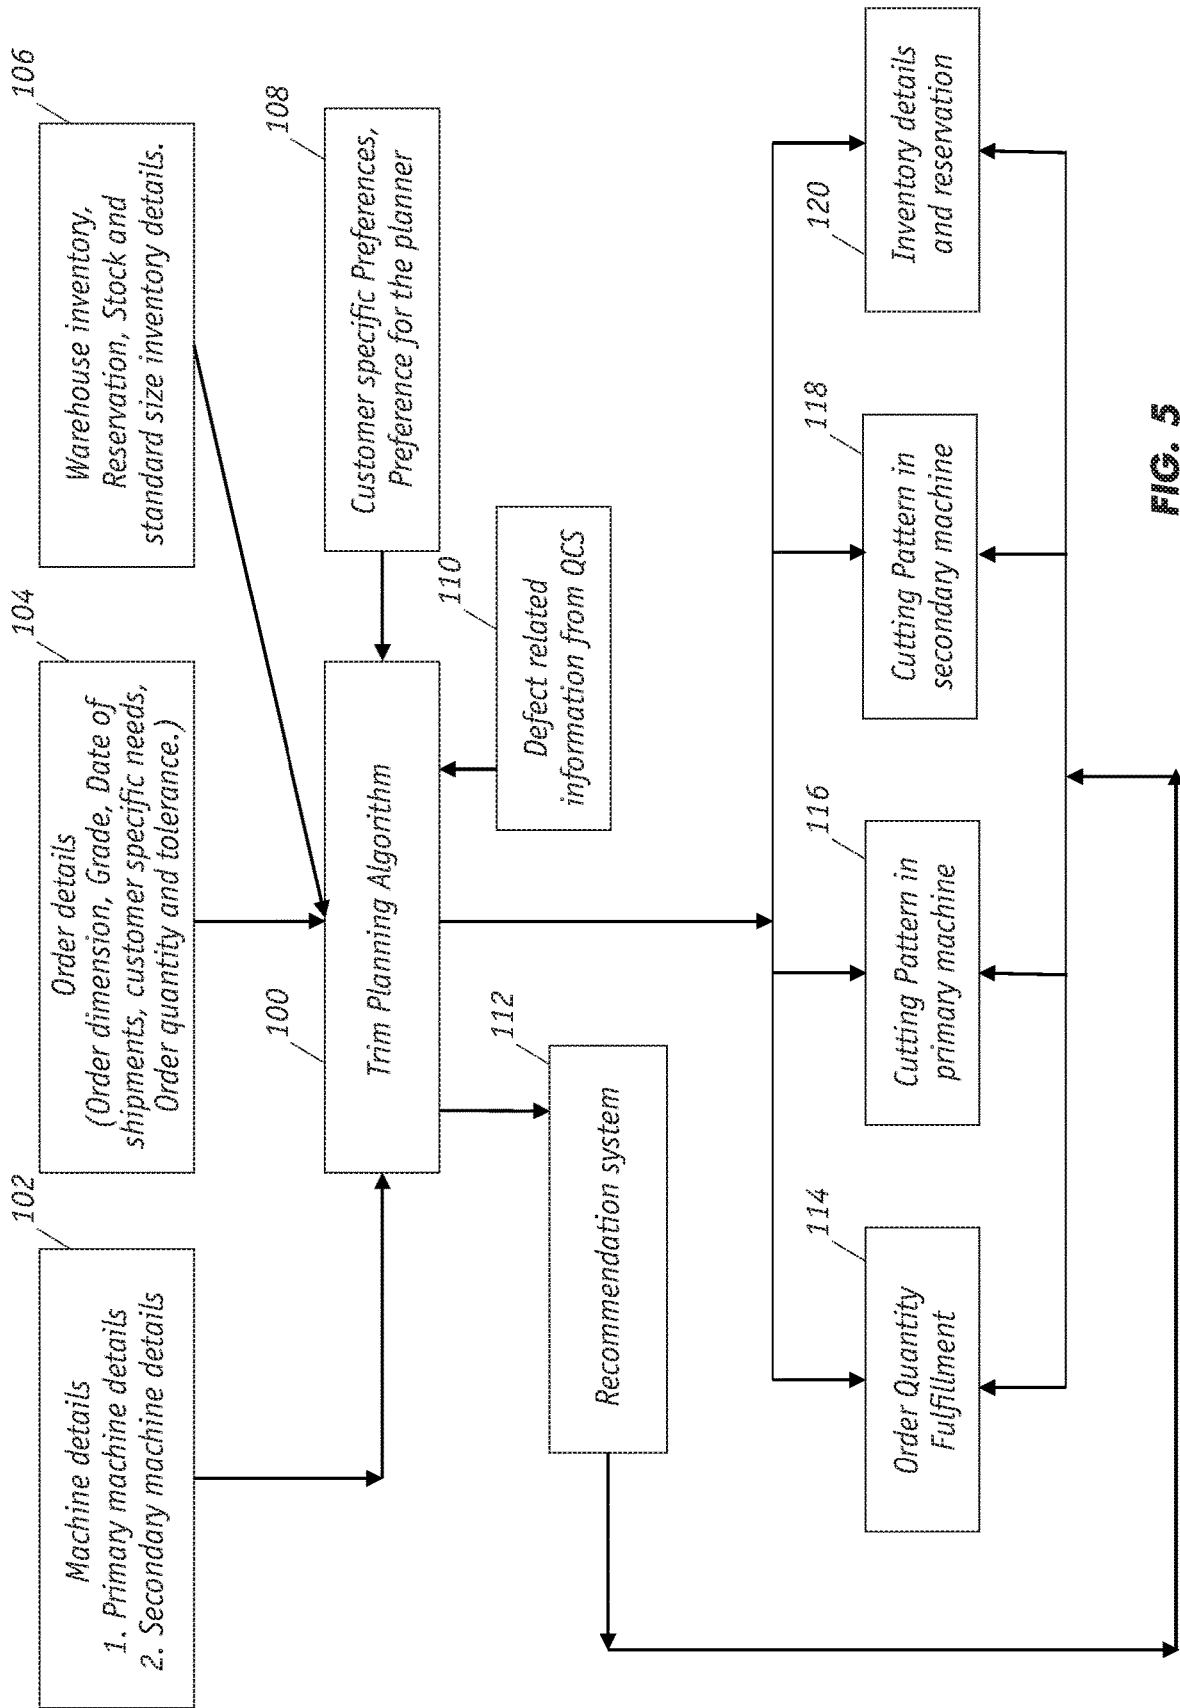 102
Machine details
1. Primary machine details
2. Secondary machine details
104
Order details
(Order dimension, Grade, Date of
shipments, customer specific needs,
Order quantity and tolerance.)
106
Warehouse inventory,
Reservation, Stock and
standard size inventory details.
100
Trim Planning Algorithm
108
Customer specific Preferences,
Preference for the planner
110
Defect related
information from QCS
112
Recommendation system
114
Order Quantity
Fulfillment
116
Cutting Pattern in
primary machine
118
Cutting Pattern in
secondary machine
120
Inventory details
and reservation
FIG. 5